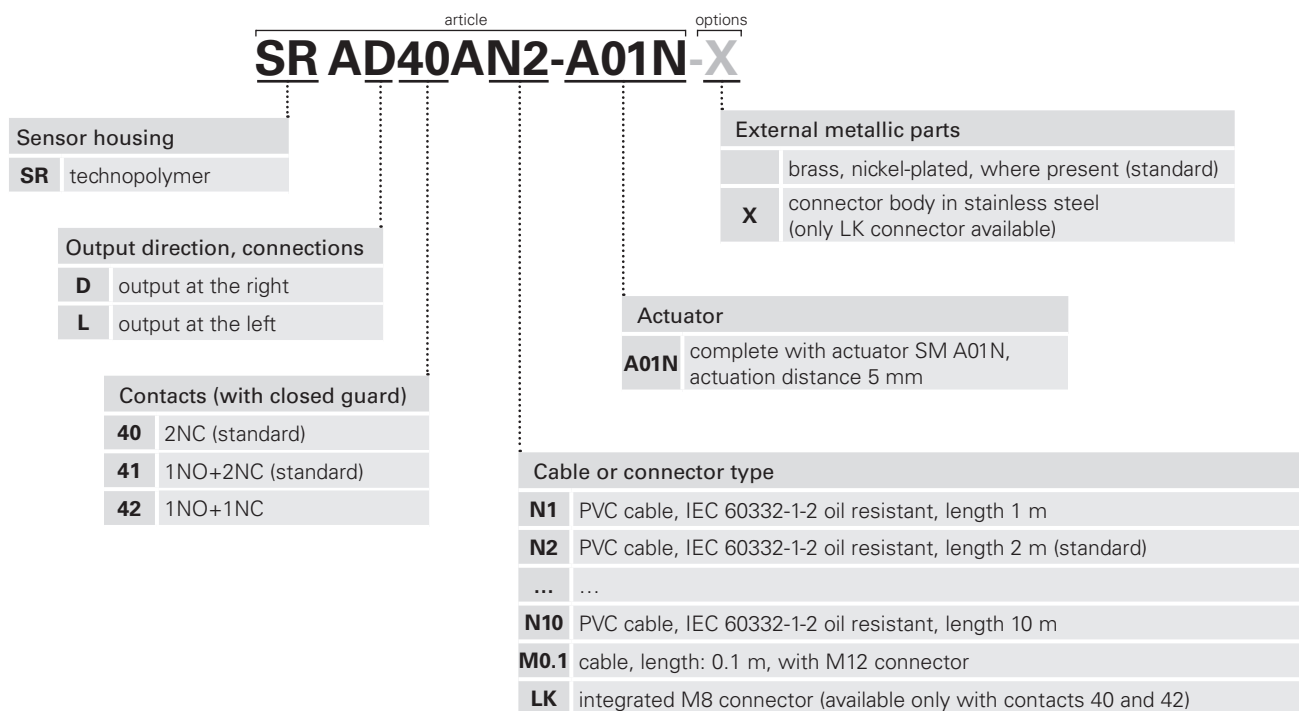 article options
SR AD40AN2-A01N-X
Sensor housing
SR technopolymer
Output direction, connections
D output at the right
L output at the left
Contacts (with closed guard)
40 2NC (standard)
41 1NO+2NC (standard)
42 1NO+1NC
External metallic parts
brass, nickel-plated, where present (standard)
X connector body in stainless steel
(only LK connector available)
Actuator
A01N complete with actuator SM A01N,
actuation distance 5 mm
Cable or connector type
N1 PVC cable, IEC 60332-1-2 oil resistant, length 1 m
N2 PVC cable, IEC 60332-1-2 oil resistant, length 2 m (standard)
... ...
N10 PVC cable, IEC 60332-1-2 oil resistant, length 10 m
M0.1 cable, length: 0.1 m, with M12 connector
LK integrated M8 connector (available only with contacts 40 and 42)